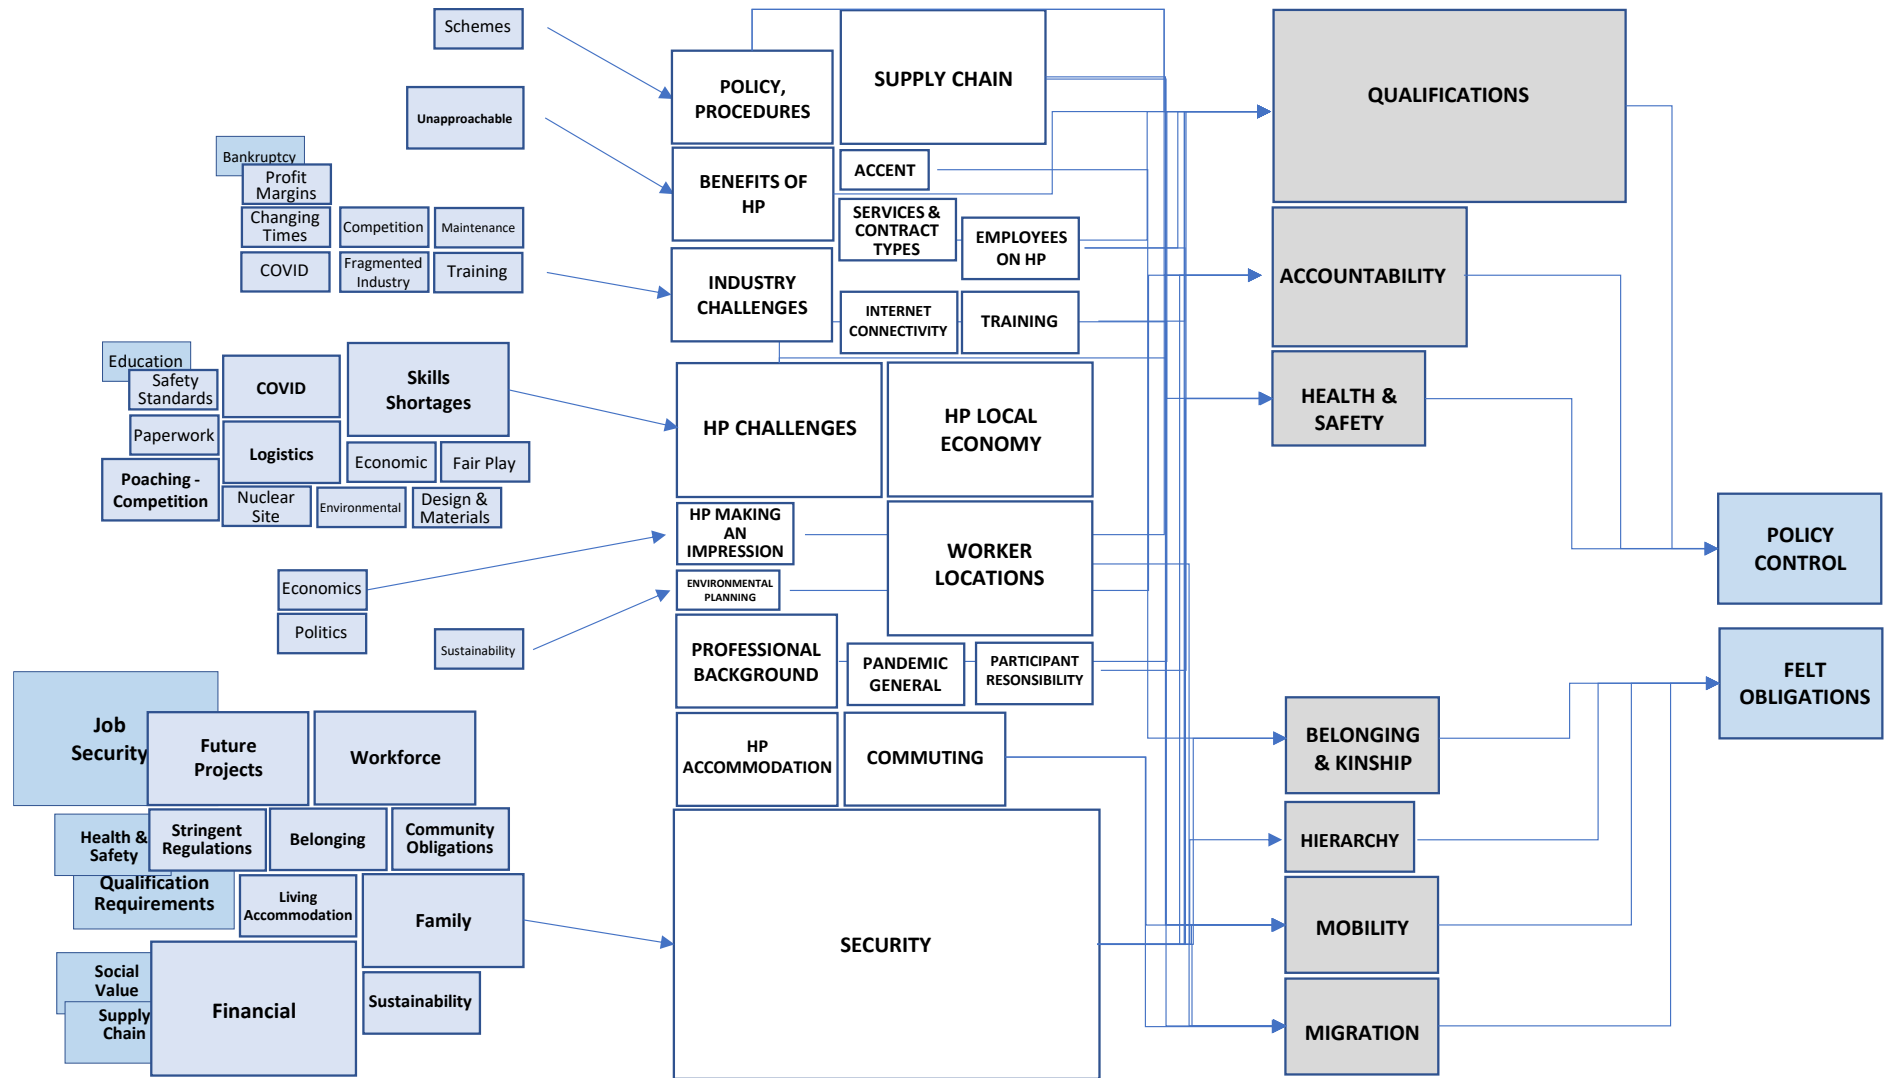 Schemes
Unapproachable
Bankruptcy
Profit
Margins
Changing
Times
Competition
Maintenance
COVID
Fragmented
Industry
Training
Education
Safety
Standards
COVID
Skills
Shortages
Paperwork
Logistics
Economic
Fair Play
Poaching -
Competition
Nuclear
Site
Environmental
Design &
Materials
Economics
Politics
Sustainability
Job
Security
Future
Projects
Workforce
Health &
Safety
Stringent
Regulations
Belonging
Community
Obligations
Qualification
Requirements
Living
Accommodation
Family
Social
Value
Supply
Chain
Financial
Sustainability
POLICY,
PROCEDURES
SUPPLY CHAIN
BENEFITS OF
HP
ACCENT
SERVICES &
CONTRACT
TYPES
EMPLOYEES
ON HP
INDUSTRY
CHALLENGES
INTERNET
CONNECTIVITY
TRAINING
HP CHALLENGES
HP LOCAL
ECONOMY
HP MAKING
AN
IMPRESSION
WORKER
LOCATIONS
ENVIRONMENTAL
PLANNING
PROFESSIONAL
BACKGROUND
PANDEMIC
GENERAL
PARTICIPANT
RESONSIBILITY
HP
ACCOMMODATION
COMMUTING
SECURITY
QUALIFICATIONS
ACCOUNTABILITY
HEALTH &
SAFETY
BELONGING
& KINSHIP
HIERARCHY
MOBILITY
MIGRATION
POLICY
CONTROL
FELT
OBLIGATIONS